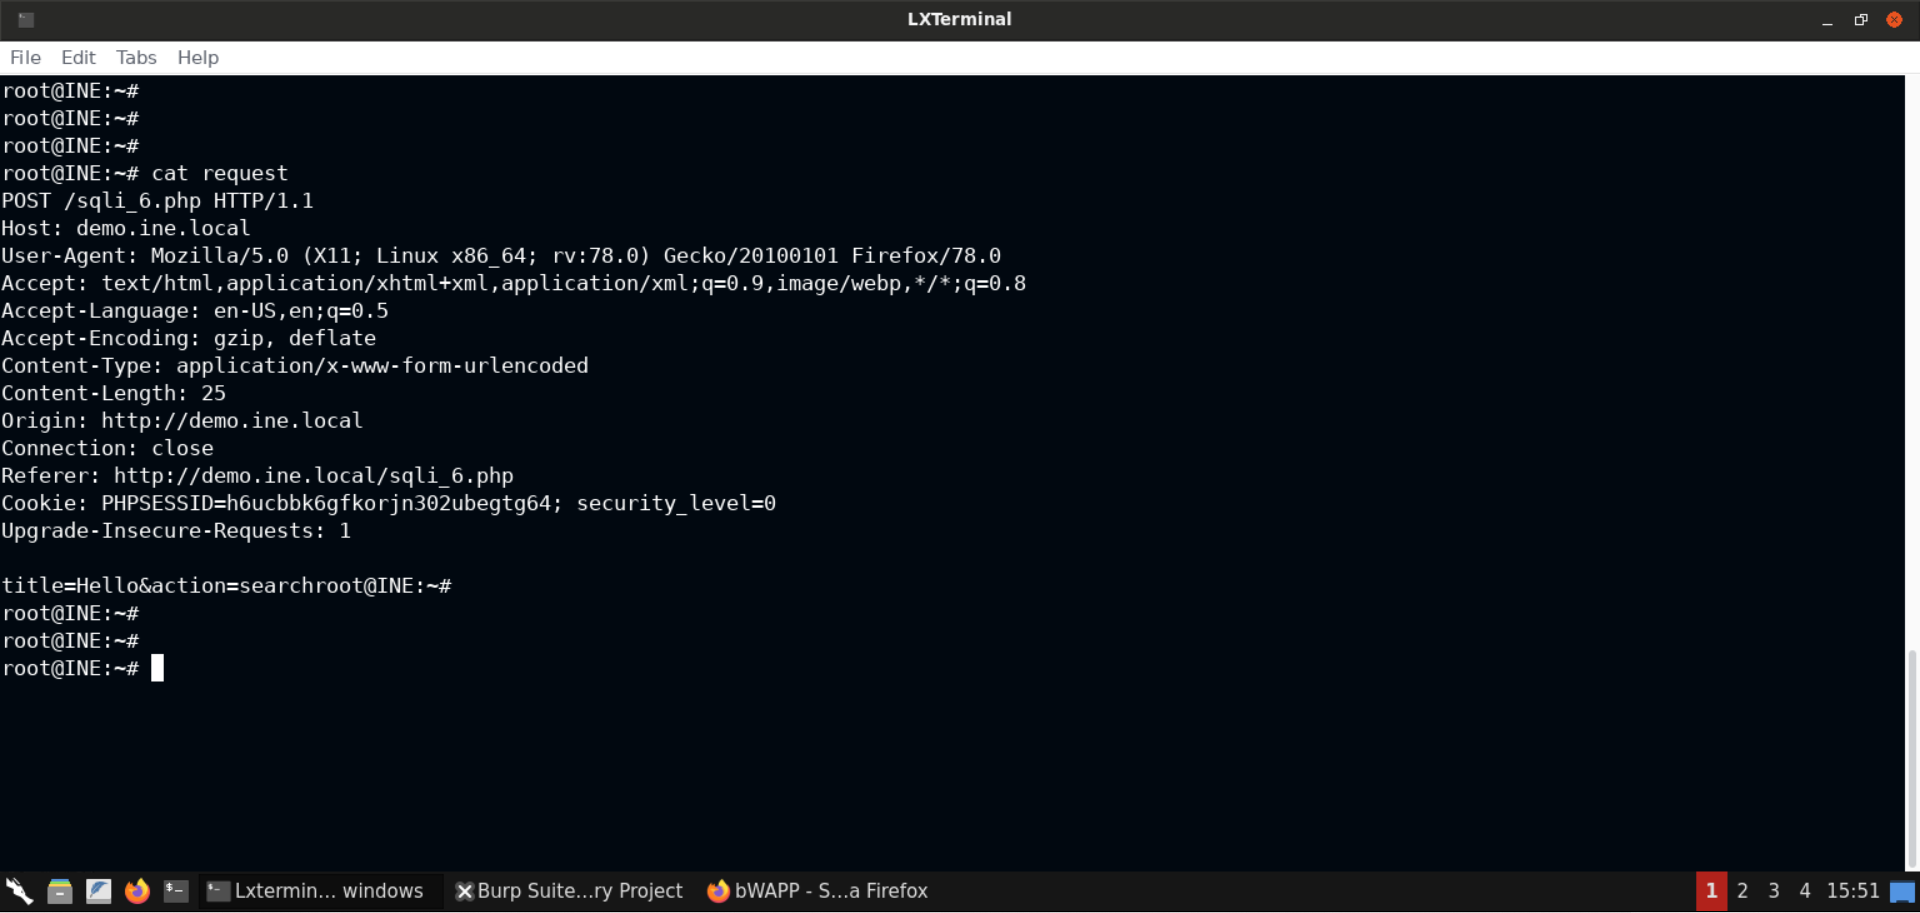 LXTerminal
File Edit Tabs Help
root@INE:~#
root@INE:~#
root@INE:~#
root@INE:~# cat request
POST /sqli_6.php HTTP/1.1
Host: demo.ine.local
User-Agent: Mozilla/5.0 (X11; Linux x86_64; rv:78.0) Gecko/20100101 Firefox/78.0
Accept: text/html,application/xhtml+xml,application/xml;q=0.9,image/webp,*/*;q=0.8
Accept-Language: en-US,en;q=0.5
Accept-Encoding: gzip, deflate
Content-Type: application/x-www-form-urlencoded
Content-Length: 25
Origin: http://demo.ine.local
Connection: close
Referer: http://demo.ine.local/sqli_6.php
Cookie: PHPSESSID=h6ucbbk6gfkorjn302ubegtg64; security_level=0
Upgrade-Insecure-Requests: 1

title=Hello&action=searchroot@INE:~#
root@INE:~#
root@INE:~#
root@INE:~#
$- $- Lxtermin... windows Burp Suite...ry Project bWAPP - S...a Firefox 1 2 3 4 15:51